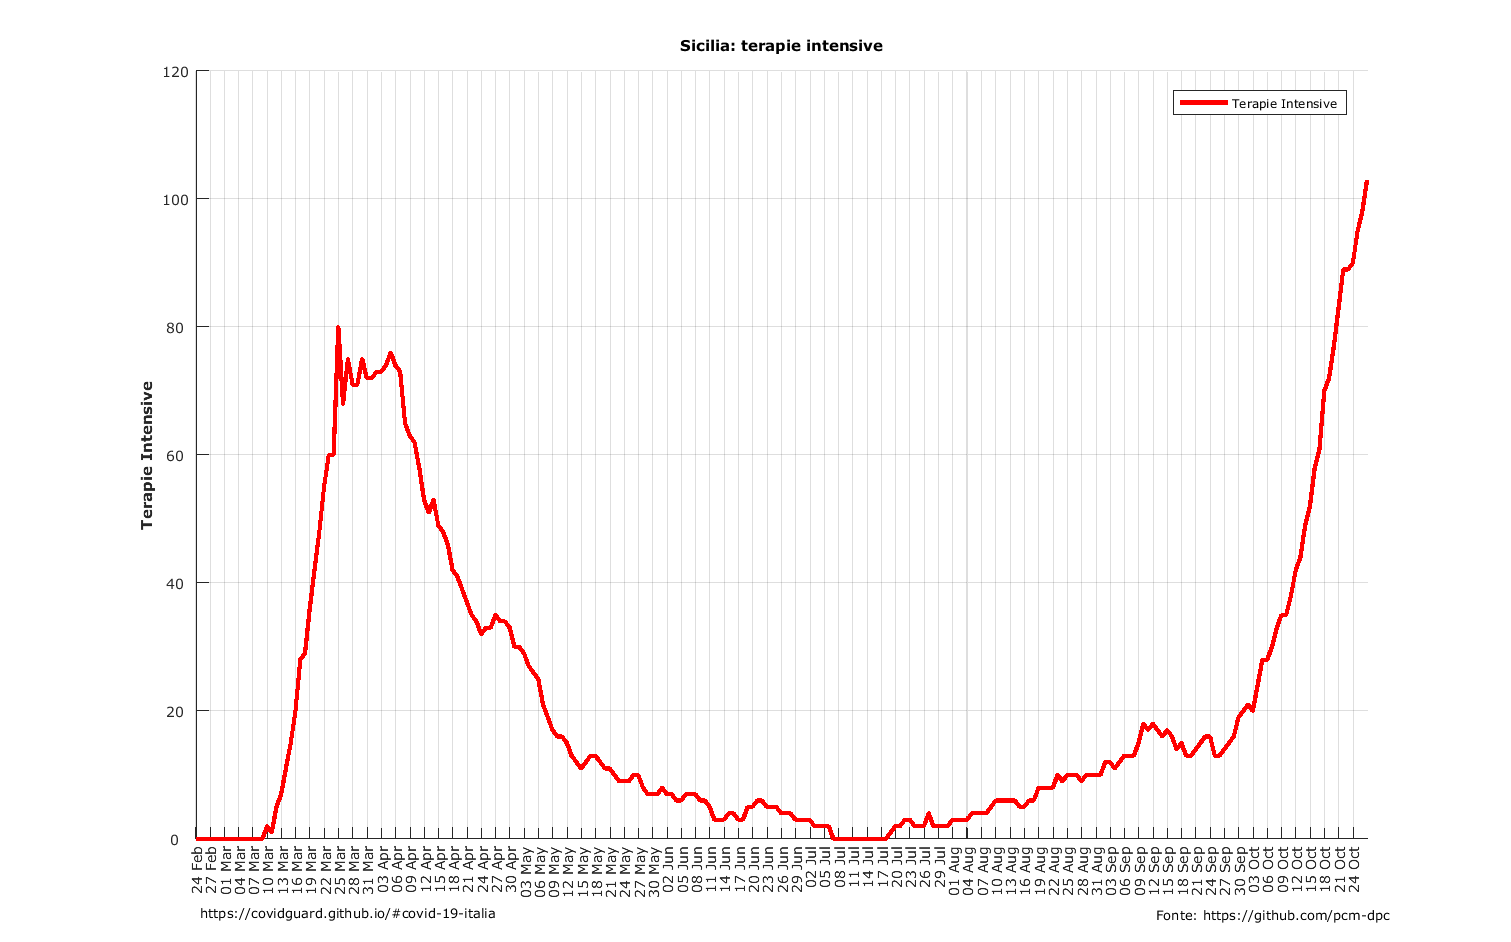 Sicilia: terapie intensive
Terapie Intensive
Terapie Intensive
120
100
80
60
40
20
0
24 Feb
27 Feb
01 Mar
04 Mar
07 Mar
10 Mar
13 Mar
16 Mar
19 Mar
22 Mar
25 Mar
28 Mar
31 Mar
03 Apr
06 Apr
09 Apr
12 Apr
15 Apr
18 Apr
21 Apr
24 Apr
27 Apr
30 Apr
03 May
06 May
09 May
12 May
15 May
18 May
21 May
24 May
27 May
30 May
02 Jun
05 Jun
08 Jun
11 Jun
14 Jun
17 Jun
20 Jun
23 Jun
26 Jun
29 Jun
02 Jul
05 Jul
08 Jul
11 Jul
14 Jul
17 Jul
20 Jul
23 Jul
26 Jul
29 Jul
01 Aug
04 Aug
07 Aug
10 Aug
13 Aug
16 Aug
19 Aug
22 Aug
25 Aug
28 Aug
31 Aug
03 Sep
06 Sep
09 Sep
12 Sep
15 Sep
18 Sep
21 Sep
24 Sep
27 Sep
30 Sep
03 Oct
06 Oct
09 Oct
12 Oct
15 Oct
18 Oct
21 Oct
24 Oct
https://covidguard.github.io/#covid-19-italia
Fonte: https://github.com/pcm-dpc